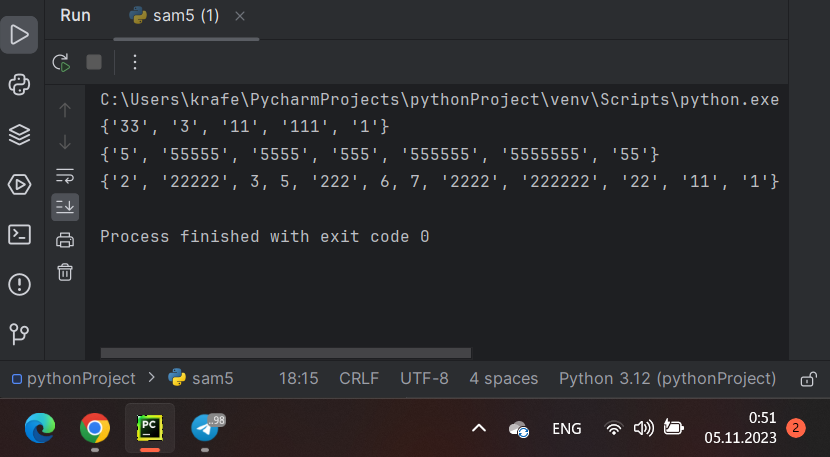 Run
sam5 (1)
C:\Users\krafe\PycharmProjects\pythonProject\venv\Scripts\python.exe
{'33', '3', '11', '111', '1'}
{'5', '55555', '5555', '555', '555555', '5555555', '55'}
{'2', '22222', 3, 5, '222', 6, 7, '2222', '222222', '22', '11', '1'}
Process finished with exit code 0
pythonProject > sam5 18:15 CRLF UTF-8 4 spaces Python 3.12 (pythonProject)
PC
..98
ENG
0:51
05.11.2023
2